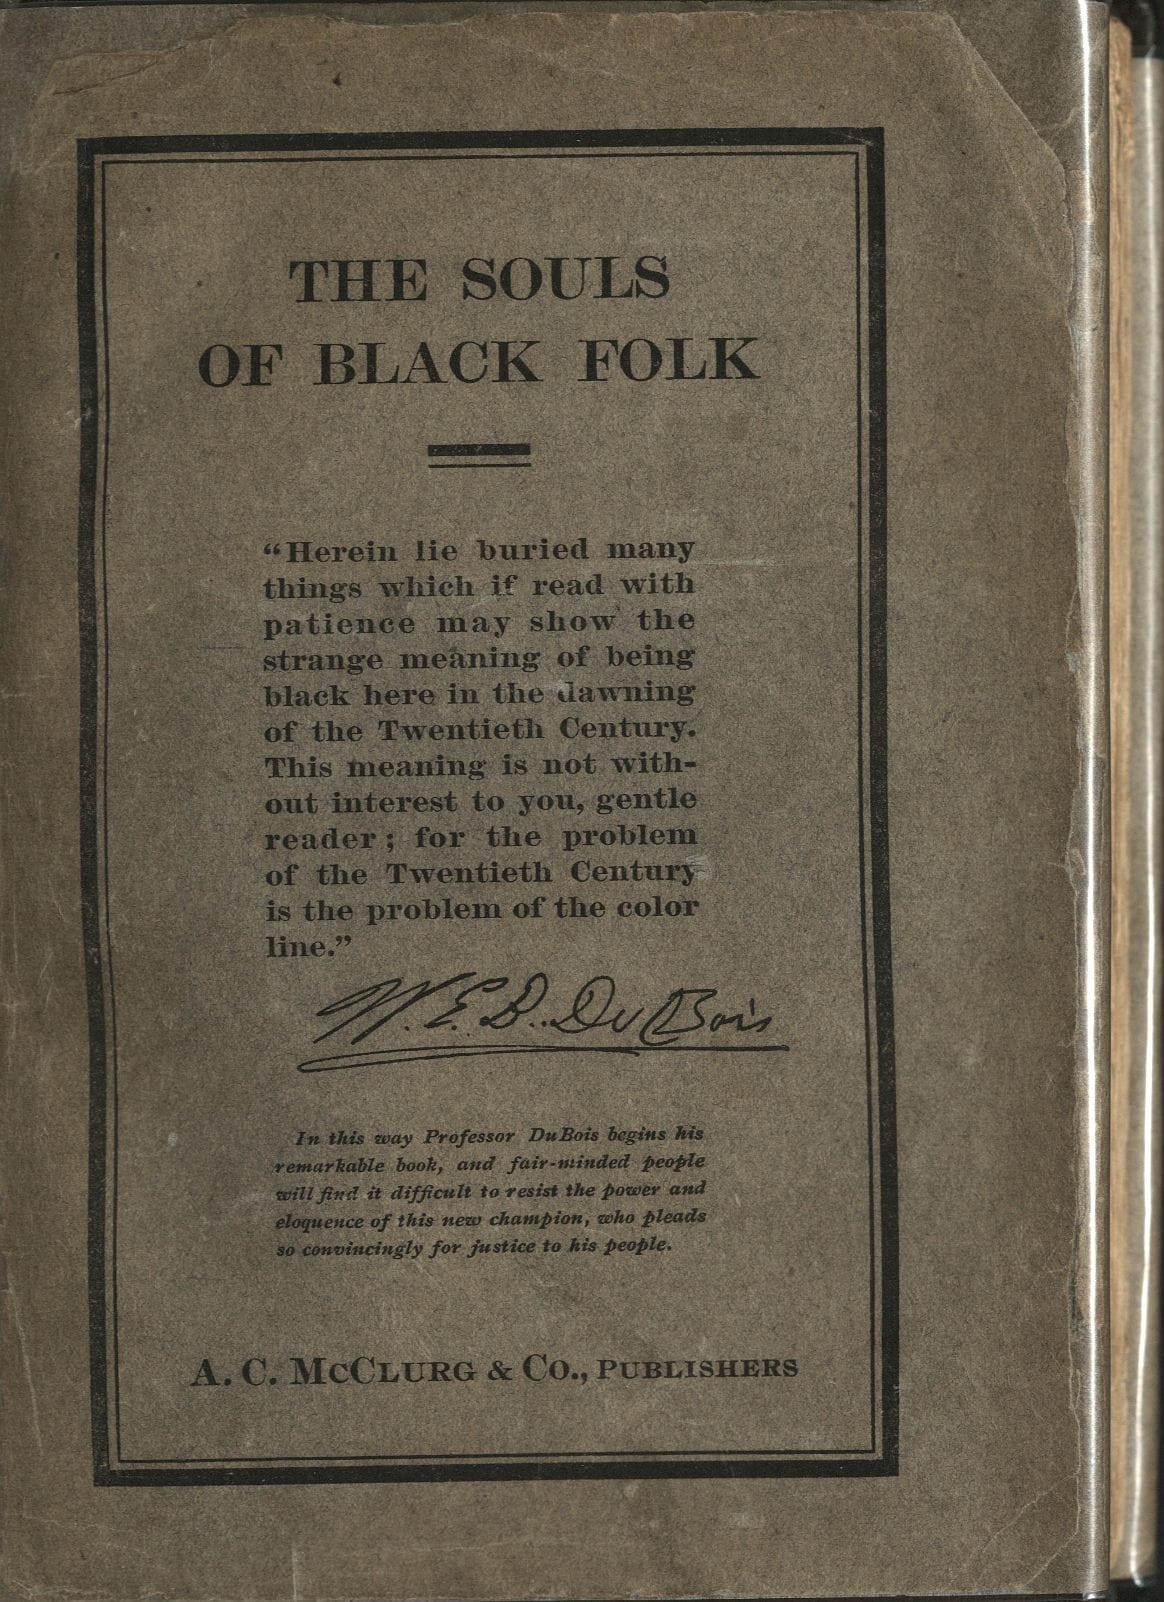 THE SOULS
OF BLACK FOLK
“Herein lie buried many
things which if read with
patience may show the
strange meaning of being
black here in the dawning
of the Twentieth Century.
This meaning is not with-
out interest to you, gentle
reader; for the problem
of the Twentieth Century
is the problem of the color
line.”
W. E. B. Du Bois
In this way Professor DuBois begins his
remarkable book, and fair-minded people
will find it difficult to resist the power and
eloquence of this new champion, who pleads
so convincingly for justice to his people.
A. C. McClurg & Co., Publishers